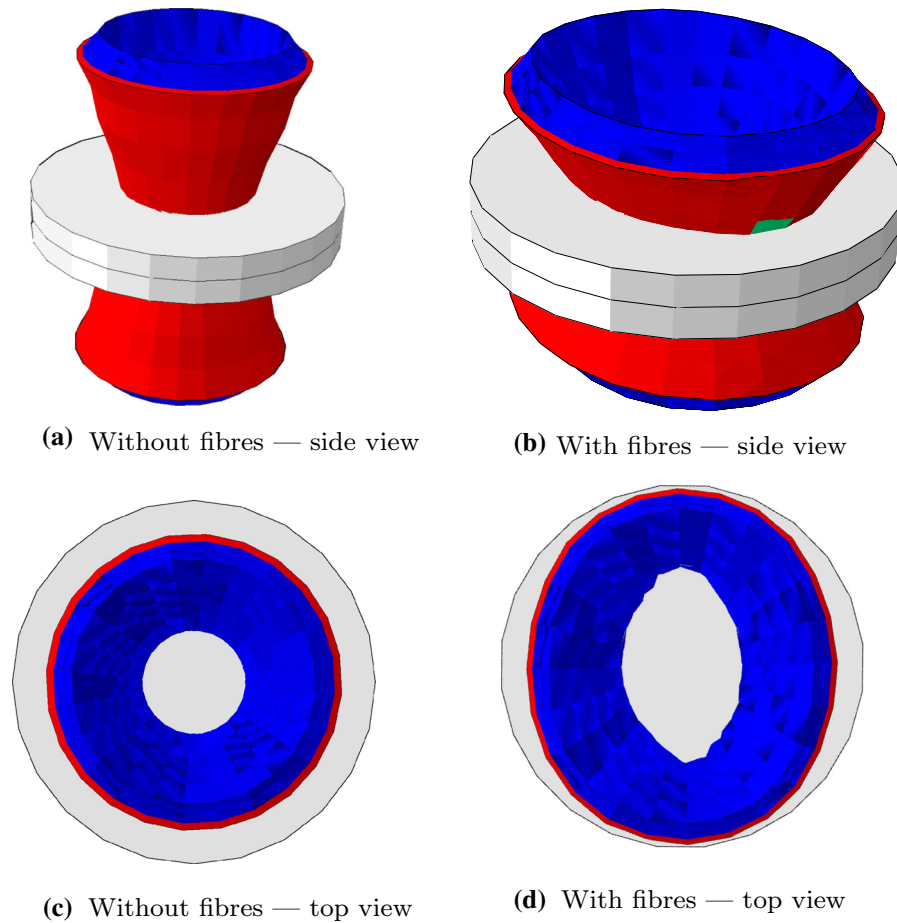 (a) Without fibres — side view
(b) With fibres — side view
(c) Without fibres — top view
(d) With fibres — top view